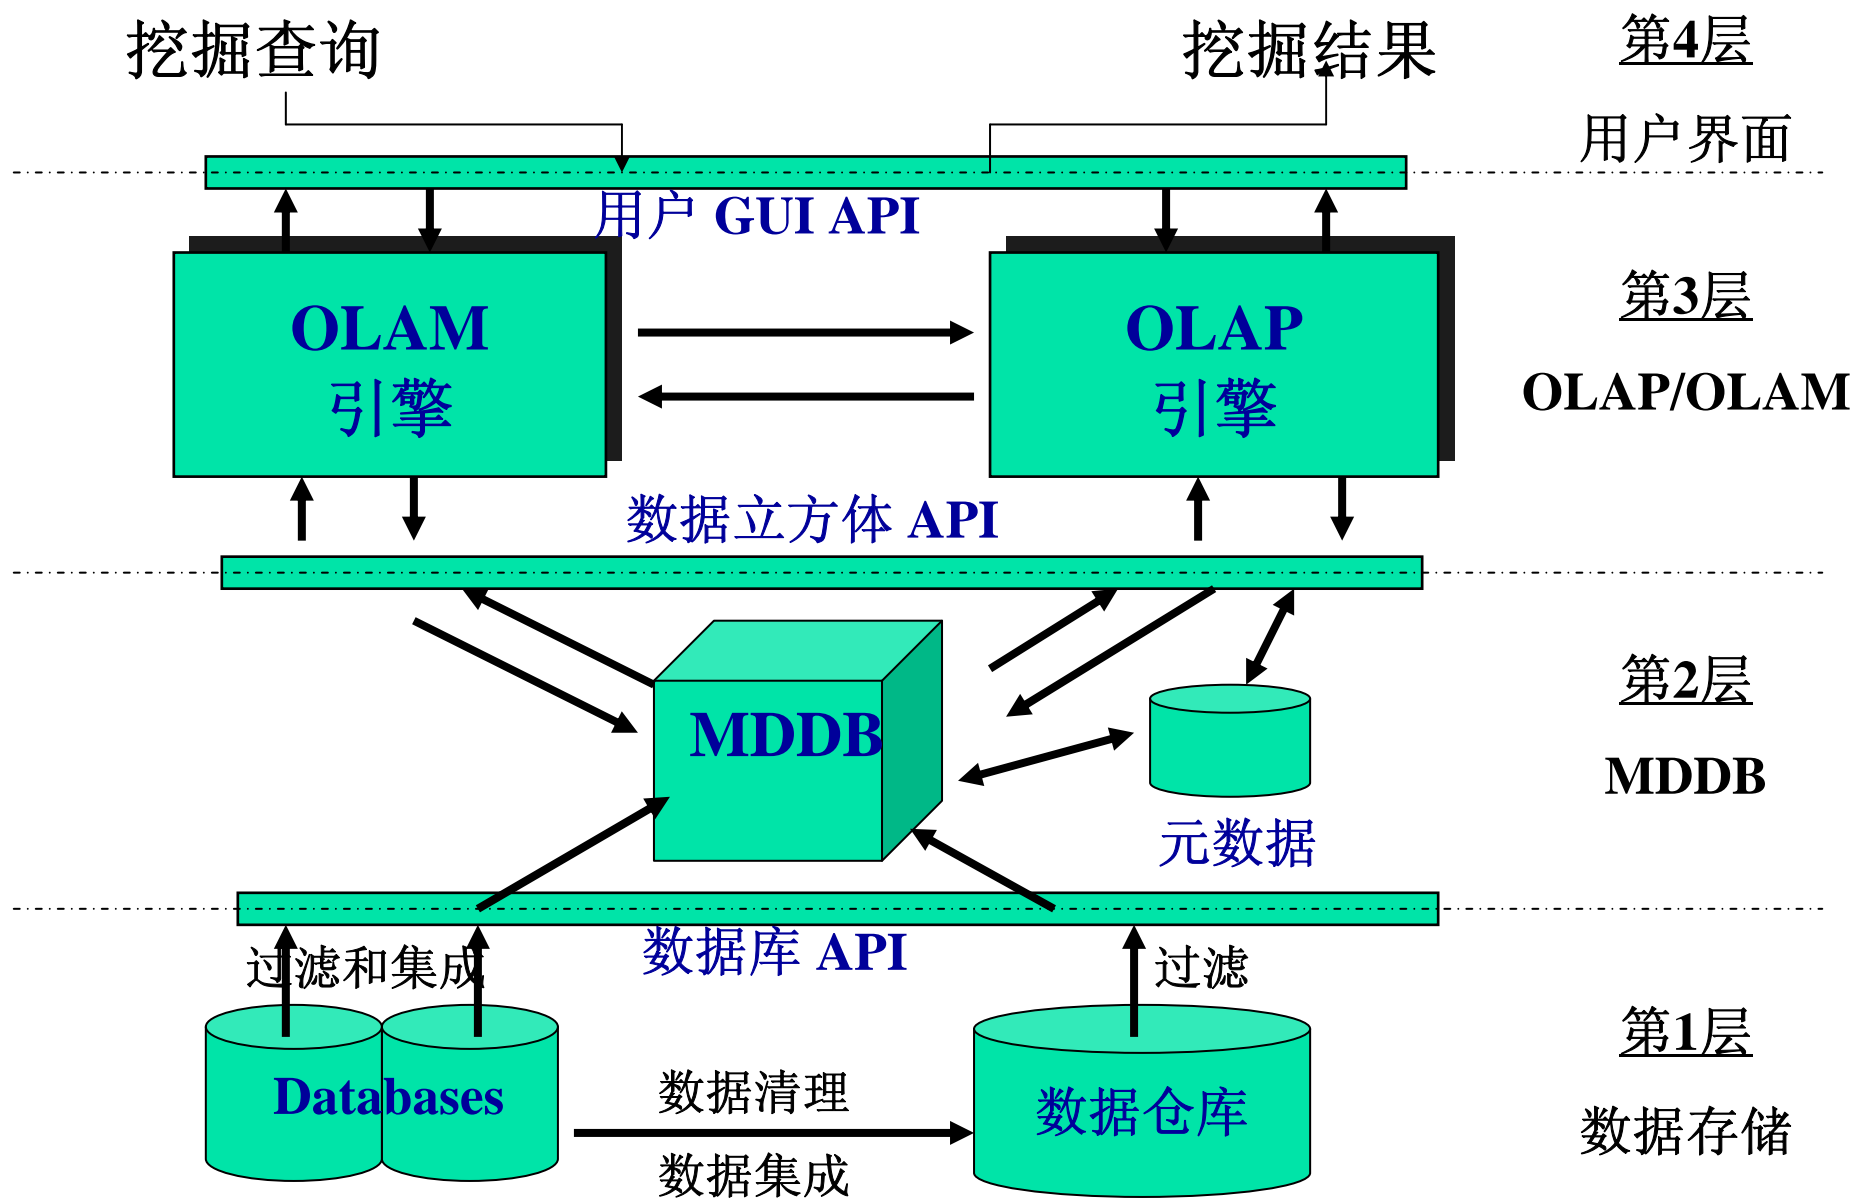 挖掘查询
挖掘结果
第4层
用户界面
用户 GUI API
OLAM
引擎
OLAP
引擎
第3层
OLAP/OLAM
数据立方体 API
MDDB
元数据
第2层
MDDB
数据库 API
过滤和集成
过滤
Databases
数据清理
数据集成
数据仓库
第1层
数据存储